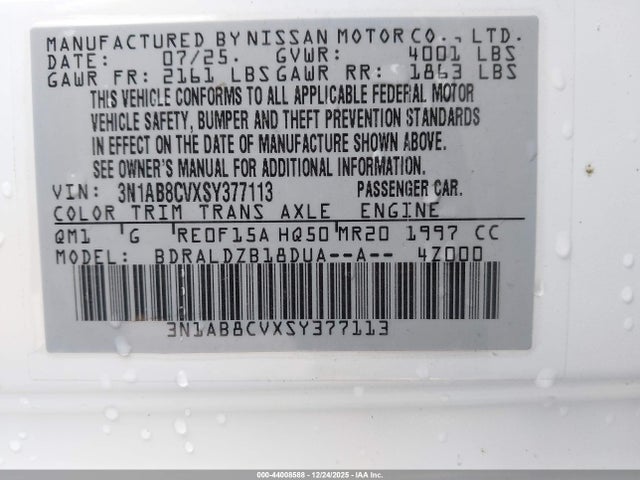 MANUFACTURED BY NISSAN MOTOR CO., LTD.
DATE: 07/25. GVWR: 4001 LBS
GAWR FR: 2161 LBS GAWR RR: 1863 LBS
THIS VEHICLE CONFORMS TO ALL APPLICABLE FEDERAL MOTOR
VEHICLE SAFETY, BUMPER AND THEFT PREVENTION STANDARDS
IN EFFECT ON THE DATE OF MANUFACTURE SHOWN ABOVE.
SEE OWNER'S MANUAL FOR ADDITIONAL INFORMATION.
VIN: 3N1AB8CVXSY377113 PASSENGER CAR.
COLOR TRIM TRANS AXLE ENGINE
QM1 G RE0F15A HQ50 MR20 1997 CC
MODEL: BDRALDZB18DUA--A-- 4Z000
3N1AB8CVXSY377113
000-44008588 - 12/24/2025 - IAA Inc.